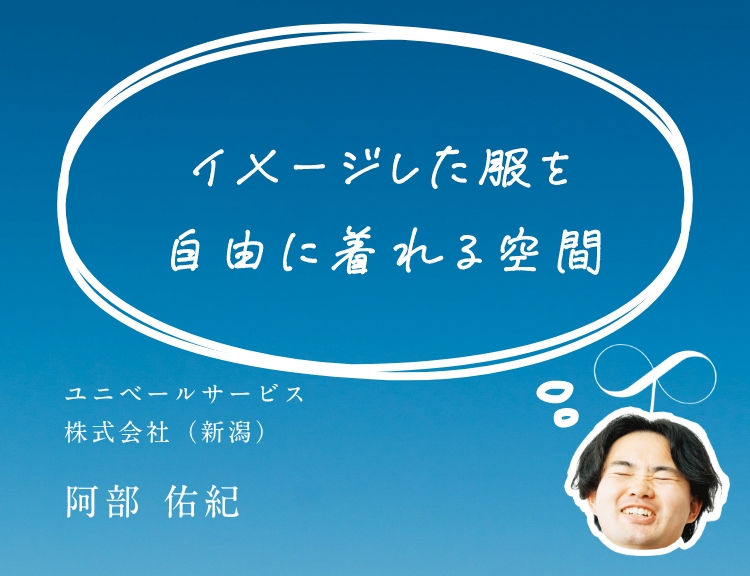 イメージした服を
自由に着れる空間
ユニベールサービス
株式会社（新潟）
阿部 佑紀